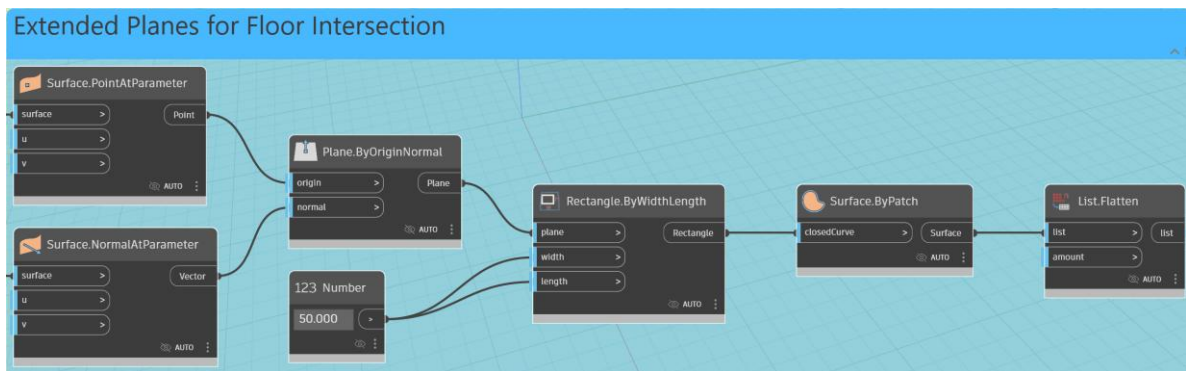 Extended Planes for Floor Intersection
Surface.PointAtParameter
surface > Point
u >
v >
AUTO
Surface.NormalAtParameter
surface > Vector
u >
v >
AUTO
Plane.ByOriginNormal
origin > Plane
normal >
AUTO
123 Number
50.000 >
Rectangle.ByWidthLength
plane > Rectangle
width >
length >
AUTO
Surface.ByPatch
closedCurve > Surface
AUTO
List.Flatten
list > list
amount >
AUTO